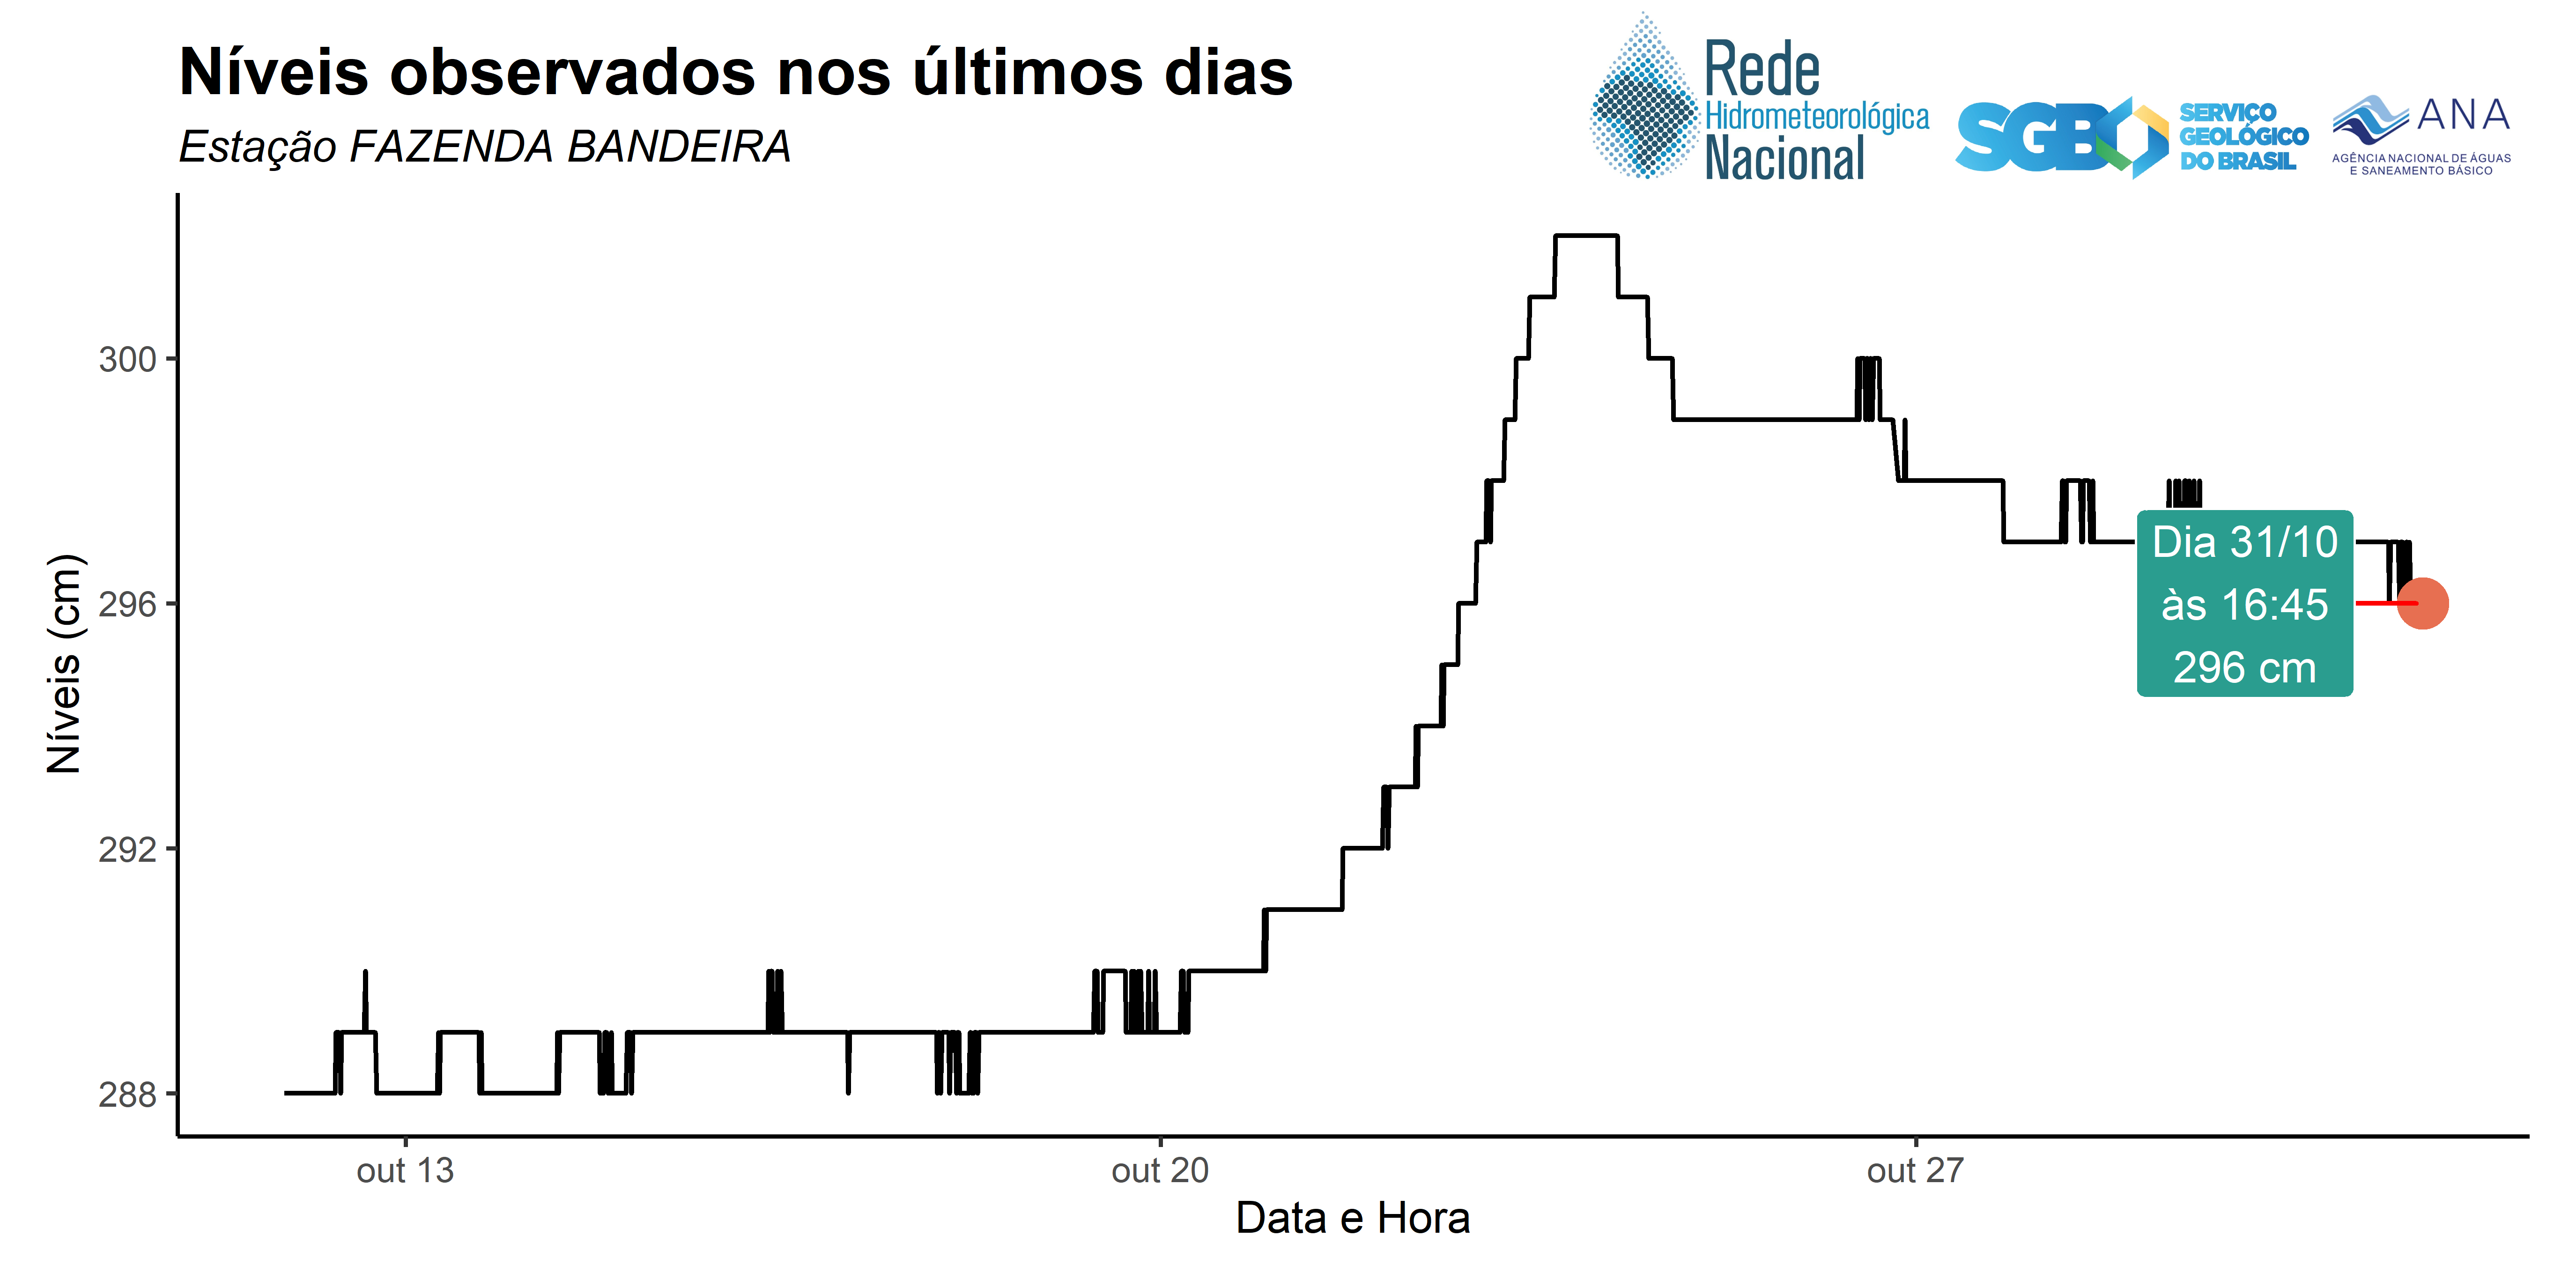 Níveis observados nos últimos dias
Estação FAZENDA BANDEIRA
Rede
Hidrometeorológica
Nacional
SGB
SERVIÇO
GEOLÓGICO
DO BRASIL
ANA
AGÊNCIA NACIONAL DE ÁGUAS
E SANEAMENTO BÁSICO
Níveis (cm)
300
296
292
288
Dia 31/10
às 16:45
296 cm
out 13
out 20
out 27
Data e Hora